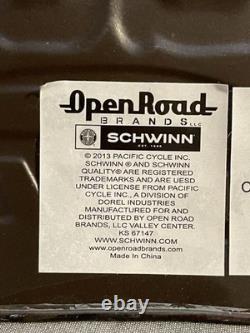 OpenRoad
BRANDS LLC
SCHWINN
EST. 1895
© 2013 PACIFIC CYCLE INC.
SCHWINN ® AND SCHWINN
QUALITY® ARE REGISTERED
TRADEMARKS AND ARE UESD
UNDER LICENSE FROM PACIFIC
CYCLE INC., A DIVISION OF
DOREL INDUSTRIES
MANUFACTURED FOR AND
DISTRIBUTED BY OPEN ROAD
BRANDS, LLC VALLEY CENTER.
KS 67147
WWW.SCHWINN.COM
www.openroadbrands.com
Made in China